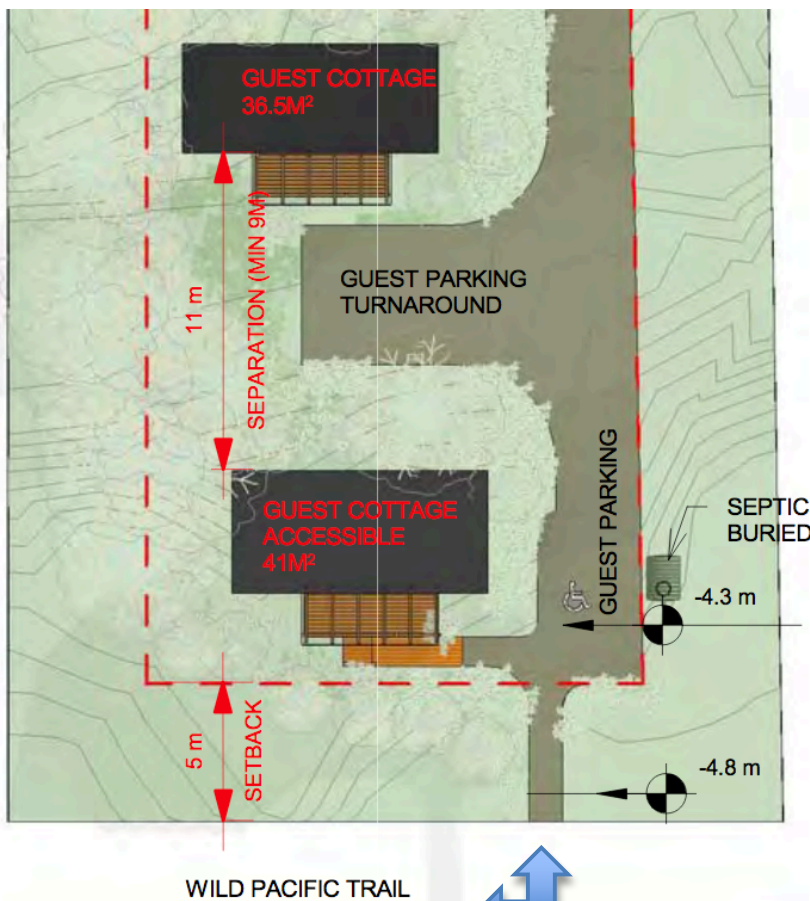 GUEST COTTAGE
36.5M²
11 m
SEPARATION (MIN 9M)
GUEST PARKING
TURNAROUND
GUEST COTTAGE
ACCESSIBLE
41M²
GUEST PARKING
SEPTIC
BURIED
-4.3 m
5 m
SETBACK
-4.8 m
WILD PACIFIC TRAIL